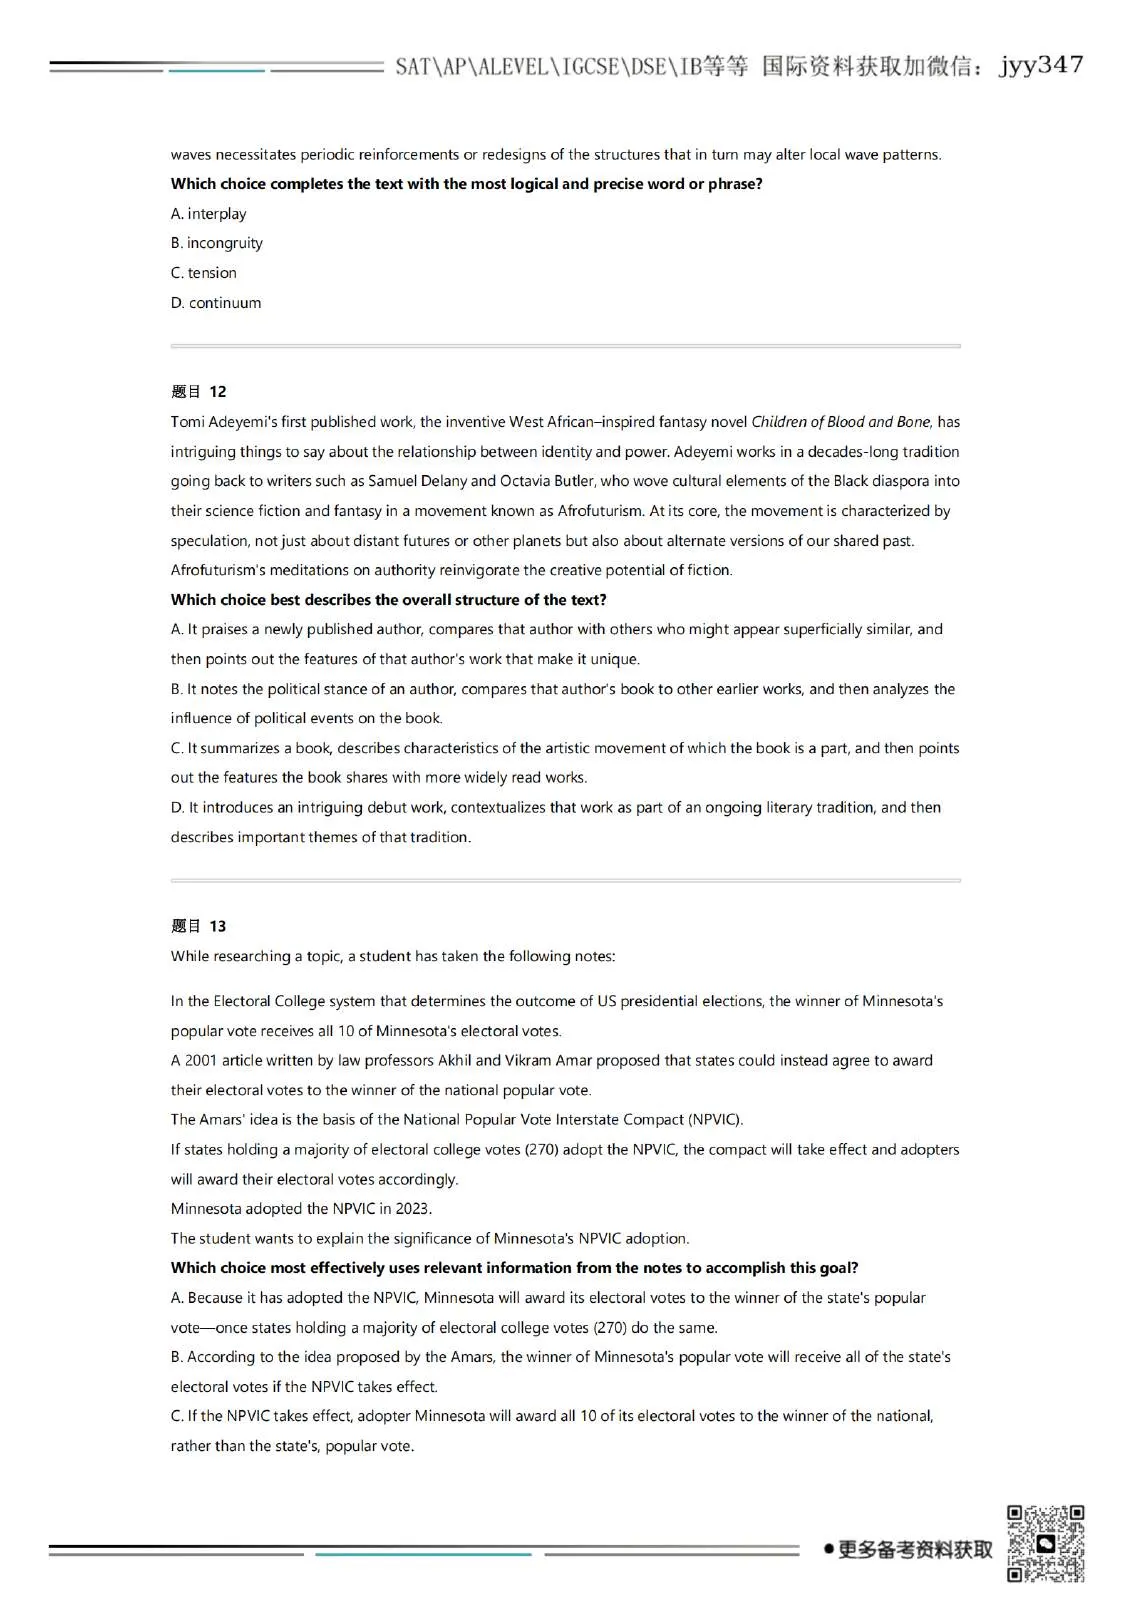 SAT\AP\ALEVEL\IGCSE\DSE\IB等等 国际资料获取加微信: jyy347
waves necessitates periodic reinforcements or redesigns of the structures that in turn may alter local wave patterns.
Which choice completes the text with the most logical and precise word or phrase?
A. interplay
B. incongruity
C. tension
D. continuum
题目 12
Tomi Adeyemi's first published work, the inventive West African–inspired fantasy novel Children of Blood and Bone, has
intriguing things to say about the relationship between identity and power. Adeyemi works in a decades-long tradition
going back to writers such as Samuel Delany and Octavia Butler, who wove cultural elements of the Black diaspora into
their science fiction and fantasy in a movement known as Afrofuturism. At its core, the movement is characterized by
speculation, not just about distant futures or other planets but also about alternate versions of our shared past.
Afrofuturism's meditations on authority reinvigorate the creative potential of fiction.
Which choice best describes the overall structure of the text?
A. It praises a newly published author, compares that author with others who might appear superficially similar, and
then points out the features of that author's work that make it unique.
B. It notes the political stance of an author, compares that author's book to other earlier works, and then analyzes the
influence of political events on the book.
C. It summarizes a book, describes characteristics of the artistic movement of which the book is a part, and then points
out the features the book shares with more widely read works.
D. It introduces an intriguing debut work, contextualizes that work as part of an ongoing literary tradition, and then
describes important themes of that tradition.
题目 13
While researching a topic, a student has taken the following notes:
In the Electoral College system that determines the outcome of US presidential elections, the winner of Minnesota's
popular vote receives all 10 of Minnesota's electoral votes.
A 2001 article written by law professors Akhil and Vikram Amar proposed that states could instead agree to award
their electoral votes to the winner of the national popular vote.
The Amars' idea is the basis of the National Popular Vote Interstate Compact (NPVIC).
If states holding a majority of electoral college votes (270) adopt the NPVIC, the compact will take effect and adopters
will award their electoral votes accordingly.
Minnesota adopted the NPVIC in 2023.
The student wants to explain the significance of Minnesota's NPVIC adoption.
Which choice most effectively uses relevant information from the notes to accomplish this goal?
A. Because it has adopted the NPVIC, Minnesota will award its electoral votes to the winner of the state's popular
vote—once states holding a majority of electoral college votes (270) do the same.
B. According to the idea proposed by the Amars, the winner of Minnesota's popular vote will receive all of the state's
electoral votes if the NPVIC takes effect.
C. If the NPVIC takes effect, adopter Minnesota will award all 10 of its electoral votes to the winner of the national,
rather than the state's, popular vote.
●更多备考资料获取